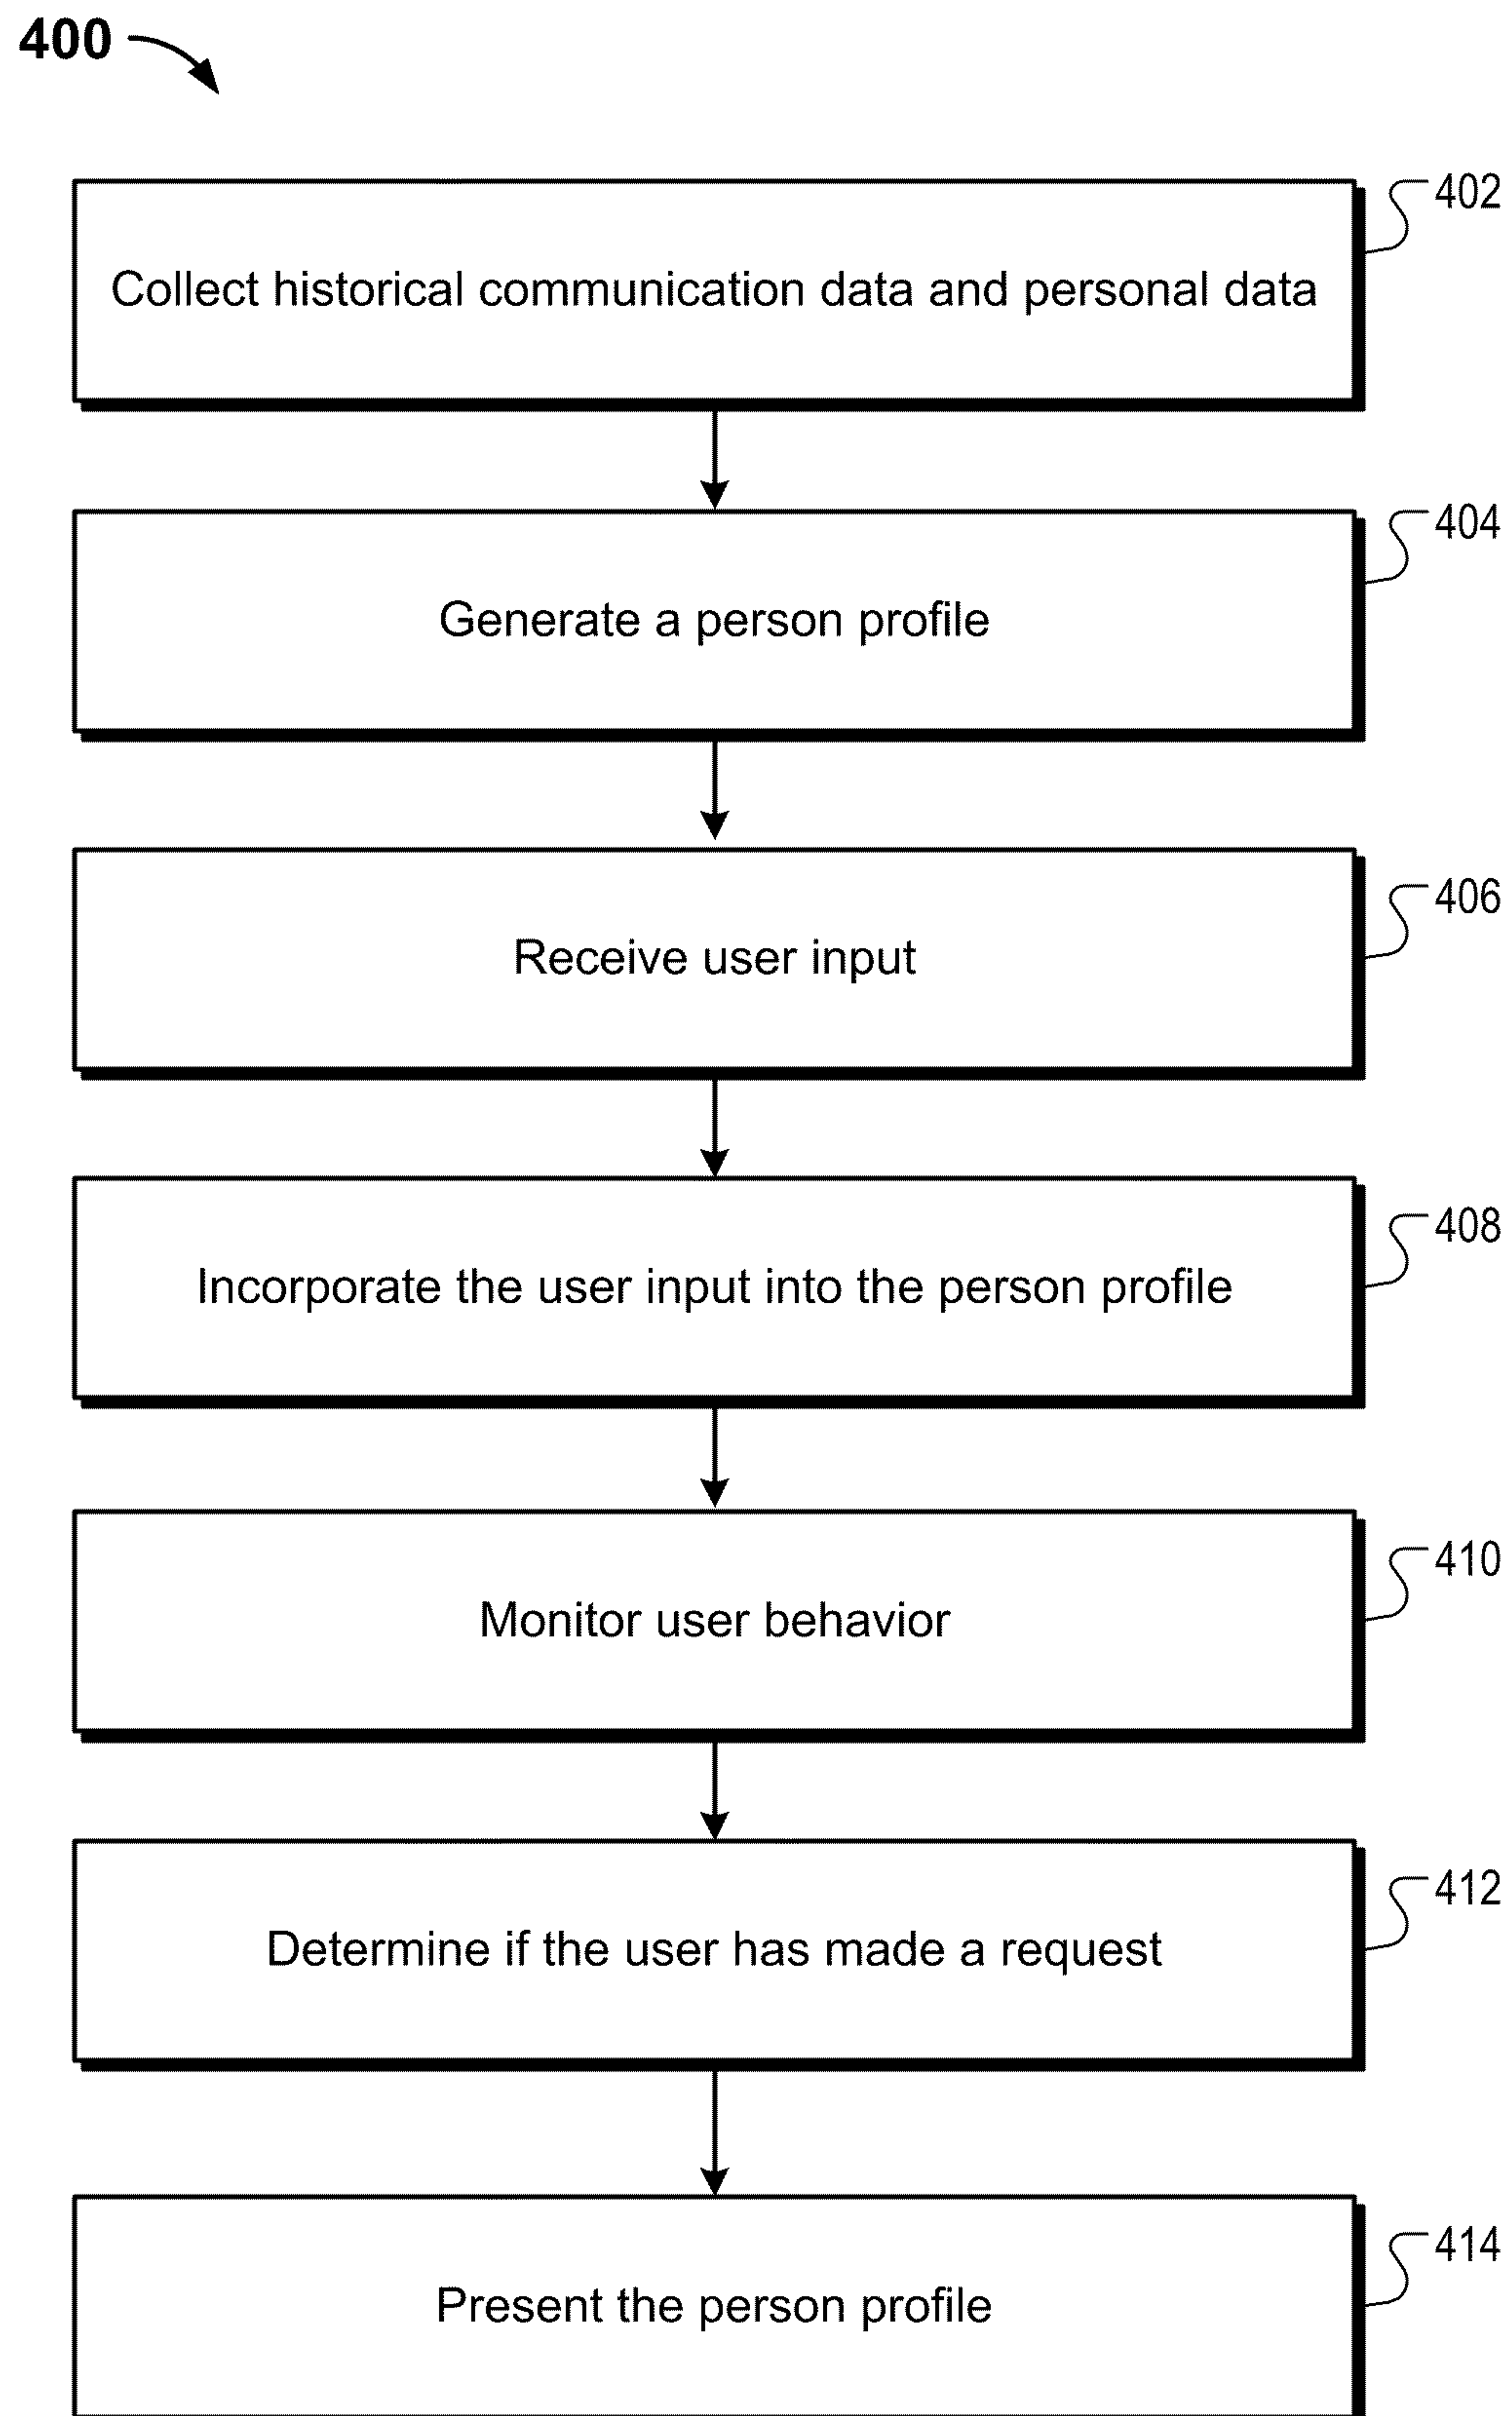 400
402
Collect historical communication data and personal data
404
Generate a person profile
406
Receive user input
408
Incorporate the user input into the person profile
410
Monitor user behavior
412
Determine if the user has made a request
414
Present the person profile